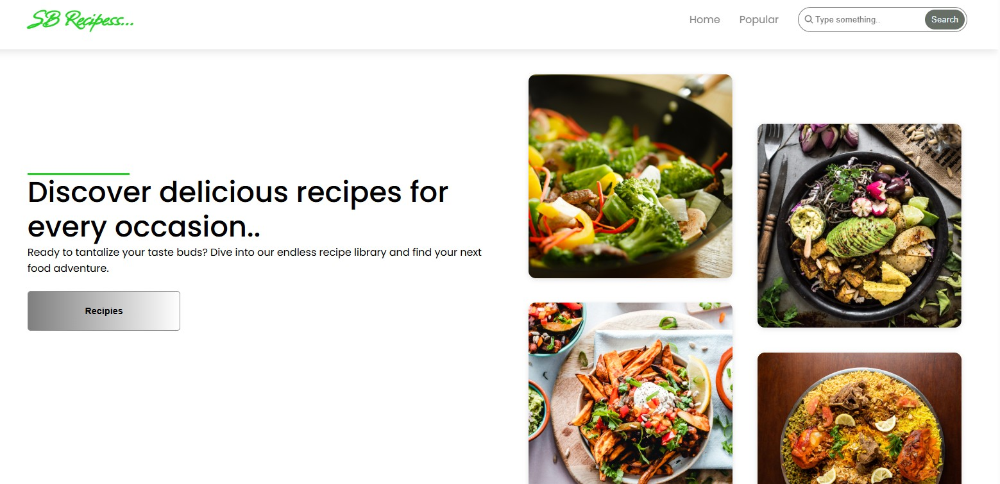 SB Recipess...
Home
Popular
Type something..
Search
Discover delicious recipes for
every occasion..
Ready to tantalize your taste buds? Dive into our endless recipe library and find your next
food adventure.
Recipies